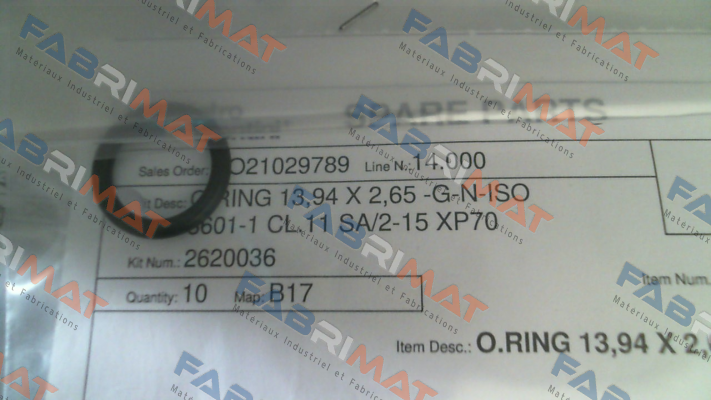 FABRIMAT
Materiaux Industriel et Fabrications
SPARE PARTS
Sales Order: O21029789 Line N.: 14.000
Desc.: O.RING 13,94 X 2,65 -G-N-ISO
3601-1 CL.11 SA/2-15 XP70
Kit Num.: 2620036
Quantity: 10 Map: B17
Item Num.
Item Desc.: O.RING 13,94 X 2,